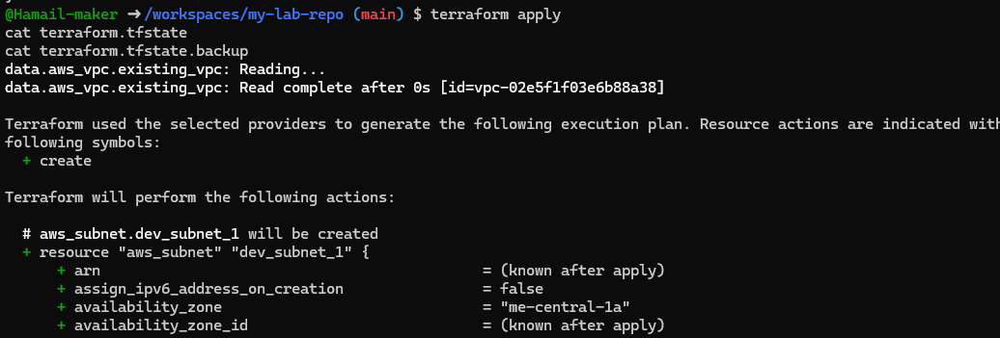 @Hamail-maker ➜/workspaces/my-lab-repo (main) $ terraform apply
cat terraform.tfstate
cat terraform.tfstate.backup
data.aws_vpc.existing_vpc: Reading...
data.aws_vpc.existing_vpc: Read complete after 0s [id=vpc-02e5f1f03e6b88a38]
Terraform used the selected providers to generate the following execution plan. Resource actions are indicated with
following symbols:
+ create
Terraform will perform the following actions:
# aws_subnet.dev_subnet_1 will be created
+ resource "aws_subnet" "dev_subnet_1" {
+ arn = (known after apply)
+ assign_ipv6_address_on_creation = false
+ availability_zone = "me-central-1a"
+ availability_zone_id = (known after apply)